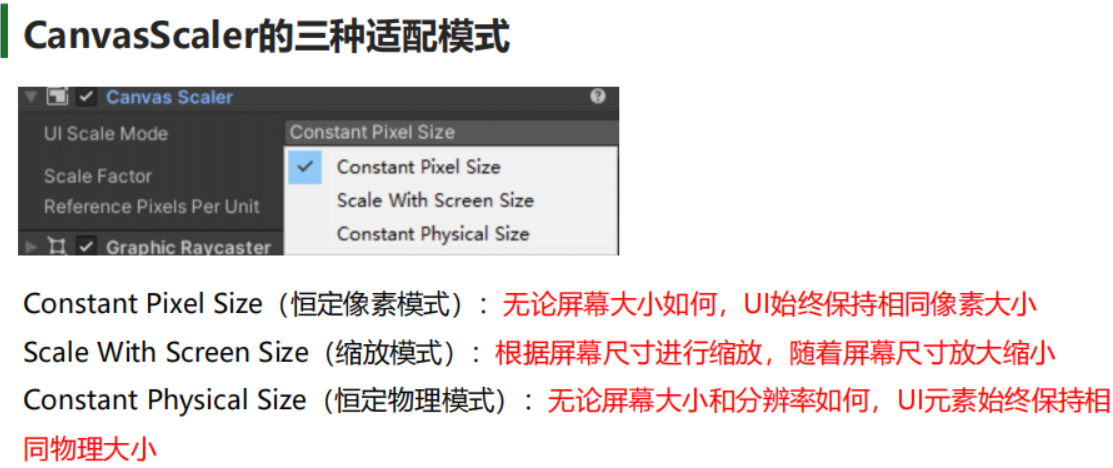 CanvasScaler的三种适配模式
Canvas Scaler
UI Scale Mode
Constant Pixel Size
Constant Pixel Size
Scale Factor
Scale With Screen Size
Reference Pixels Per Unit
Constant Physical Size
Graphic Raycaster
Constant Pixel Size（恒定像素模式）：无论屏幕大小如何，UI始终保持相同像素大小
Scale With Screen Size（缩放模式）：根据屏幕尺寸进行缩放，随着屏幕尺寸放大缩小
Constant Physical Size（恒定物理模式）：无论屏幕大小和分辨率如何，UI元素始终保持相
同物理大小